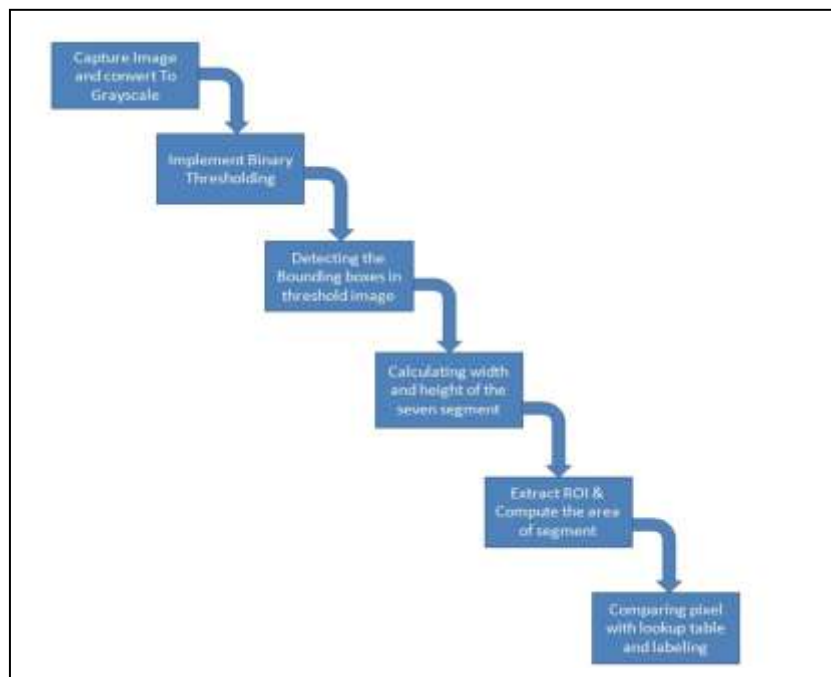 Capture Image
and convert To
Grayscale
Implement Binary
Thresholding
Detecting the
Bounding boxes in
threshold image
Calculating width
and height of the
seven segment
Extract ROI &
Compute the area
of segment
Comparing pixel
with lookup table
and labeling